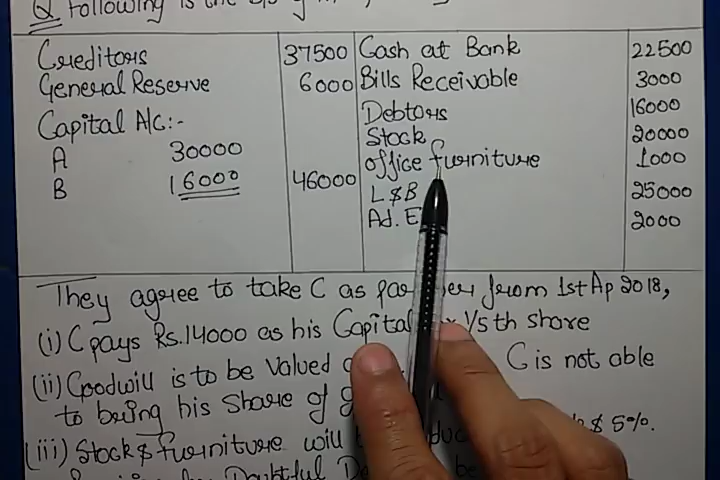 Q Following is the B/S of
Creditors 37500 Cash at Bank 22500
General Reserve 6000 Bills Receivable 3000
Capital A/c:- Debtors 16000
A 30000 Stock 20000
B 16000 46000 Office Furniture 1000
L & B 25000
Ad. E 2000
They agree to take C as from 1st Ap 2018,
(i) C pays Rs.14000 as his Capital 1/5th Share
(ii) Goodwill is to be Valued C is not able
to bring his Share of
(iii) Stock & Furniture will & 5%.
Doubtful